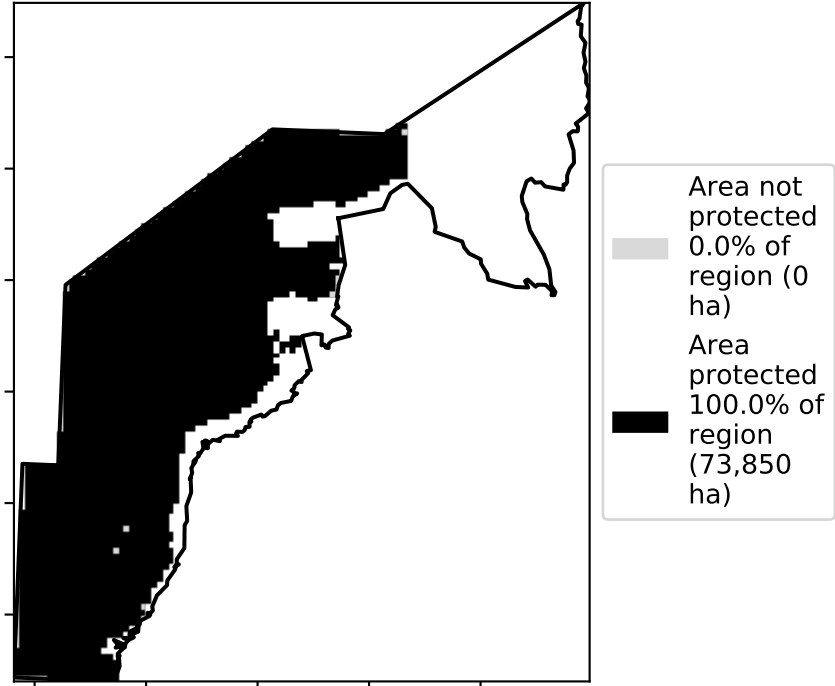 Area not
protected
0.0% of
region (0
ha)
Area
protected
100.0% of
region
(73,850
ha)